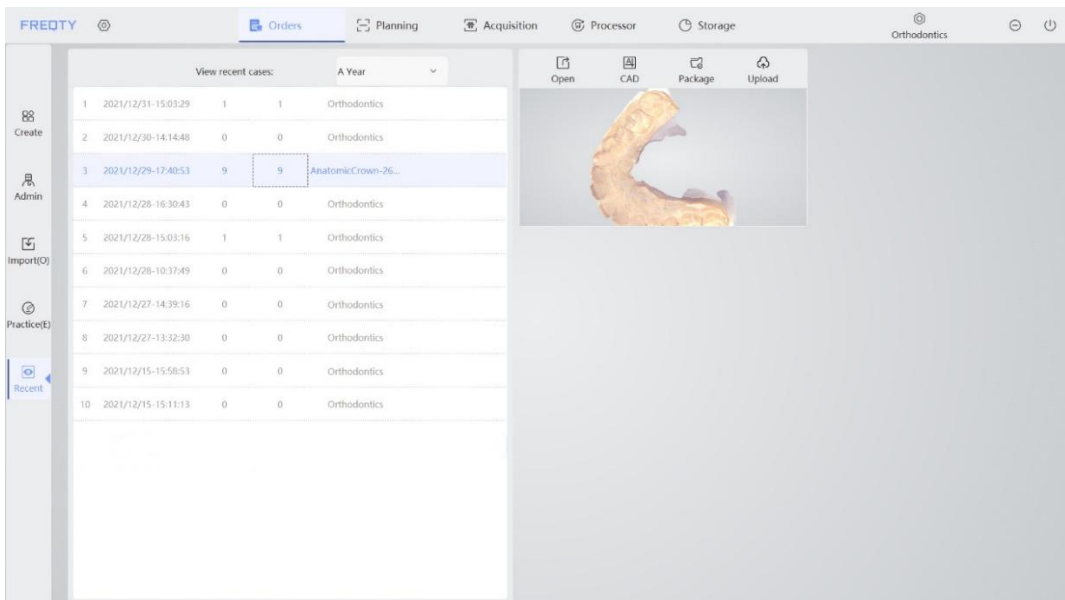 FREQTY Orders Planning Acquisition Processor Storage Orthodontics
View recent cases: A Year
Open CAD Package Upload
Create
Admin
Import(O)
Practice(E)
Recent
1 2021/12/31-15:03:29 1 1 Orthodontics
2 2021/12/30-14:14:48 0 0 Orthodontics
3 2021/12/29-17:40:53 9 9 AnatomicCrown-26...
4 2021/12/28-16:30:43 0 0 Orthodontics
5 2021/12/28-15:03:16 1 1 Orthodontics
6 2021/12/28-10:37:49 0 0 Orthodontics
7 2021/12/27-14:39:16 0 0 Orthodontics
8 2021/12/27-13:32:30 0 0 Orthodontics
9 2021/12/15-15:58:53 0 0 Orthodontics
10 2021/12/15-15:11:13 0 0 Orthodontics